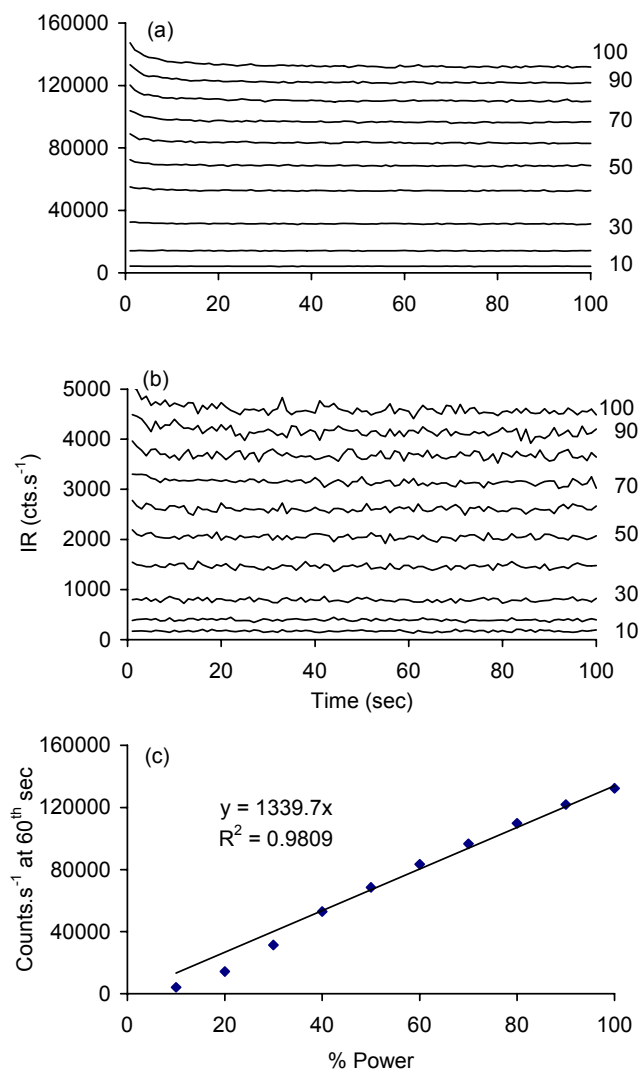 (a)
160000
120000
80000
40000
0
100
90
70
50
30
10
0 20 40 60 80 100
(b)
5000
4000
3000
2000
1000
0
IR (cts.s⁻¹)
100
90
70
50
30
10
0 20 40 60 80 100
Time (sec)
(c)
160000
120000
80000
40000
0
Counts.s⁻¹ at 60ᵗʰ sec
y = 1339.7x
R² = 0.9809
0 20 40 60 80 100
% Power